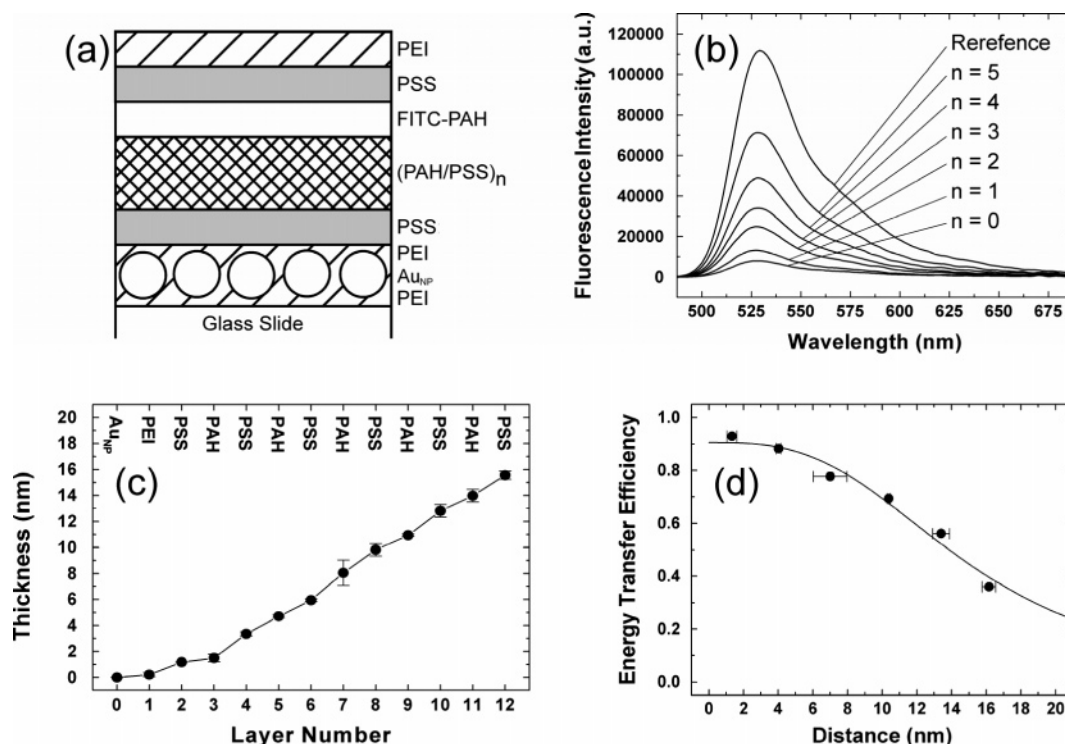 (a)
PEI
PSS
FITC-PAH
(PAH/PSS)n
PSS
PEI
AuNP
PEI
Glass Slide
(b)
Fluorescence Intensity (a.u.)
120000
100000
80000
60000
40000
20000
0
Rerefence
n = 5
n = 4
n = 3
n = 2
n = 1
n = 0
500 525 550 575 600 625 650 675
Wavelength (nm)
(c)
Thickness (nm)
20
18
16
14
12
10
8
6
4
2
0
AuNP PEI PSS PAH PSS PAH PSS PAH PSS PAH PSS PAH PSS
0 1 2 3 4 5 6 7 8 9 10 11 12
Layer Number
(d)
Energy Transfer Efficiency
1.0
0.8
0.6
0.4
0.2
0.0
0 2 4 6 8 10 12 14 16 18 20
Distance (nm)